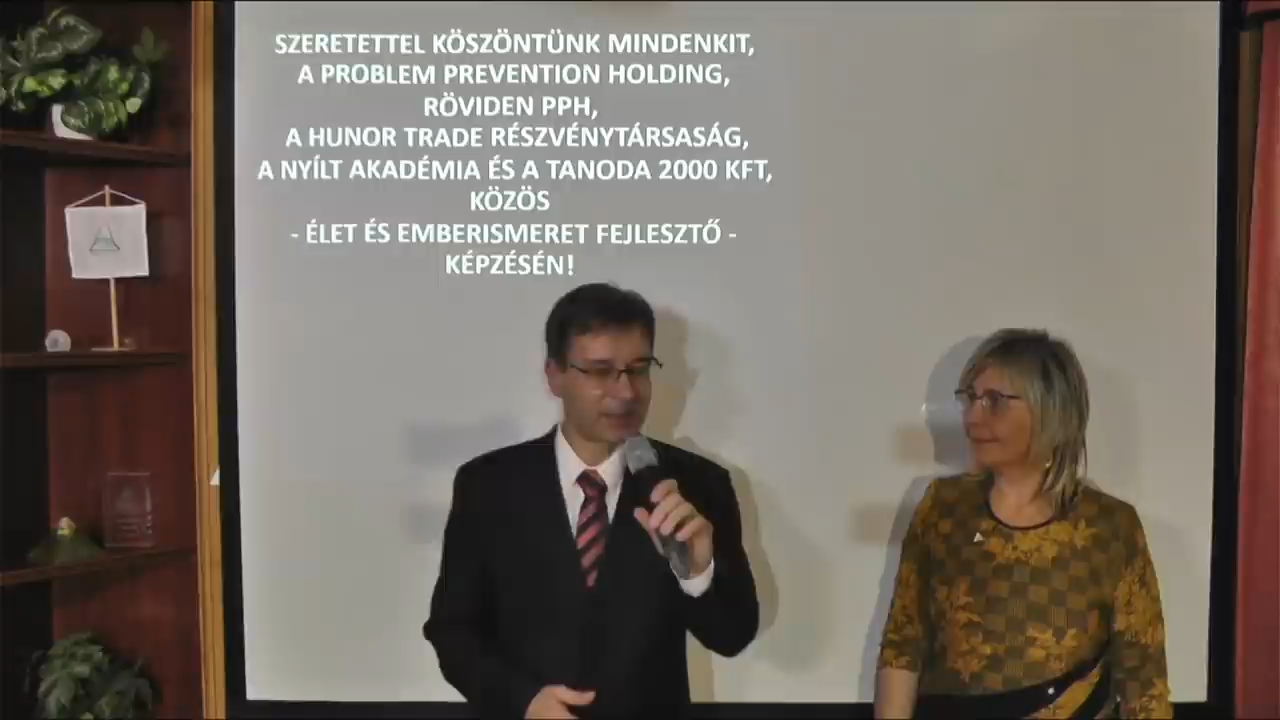 SZERETETTEL KÖSZÖNTÜNK MINDENKIT,
A PROBLEM PREVENTION HOLDING,
RÖVIDEN PPH,
A HUNOR TRADE RÉSZVÉNYTÁRSASÁG,
A NYÍLT AKADÉMIA ÉS A TANODA 2000 KFT,
KÖZÖS
- ÉLET ÉS EMBERISMERET FEJLESZTŐ -
KÉPZÉSÉN!